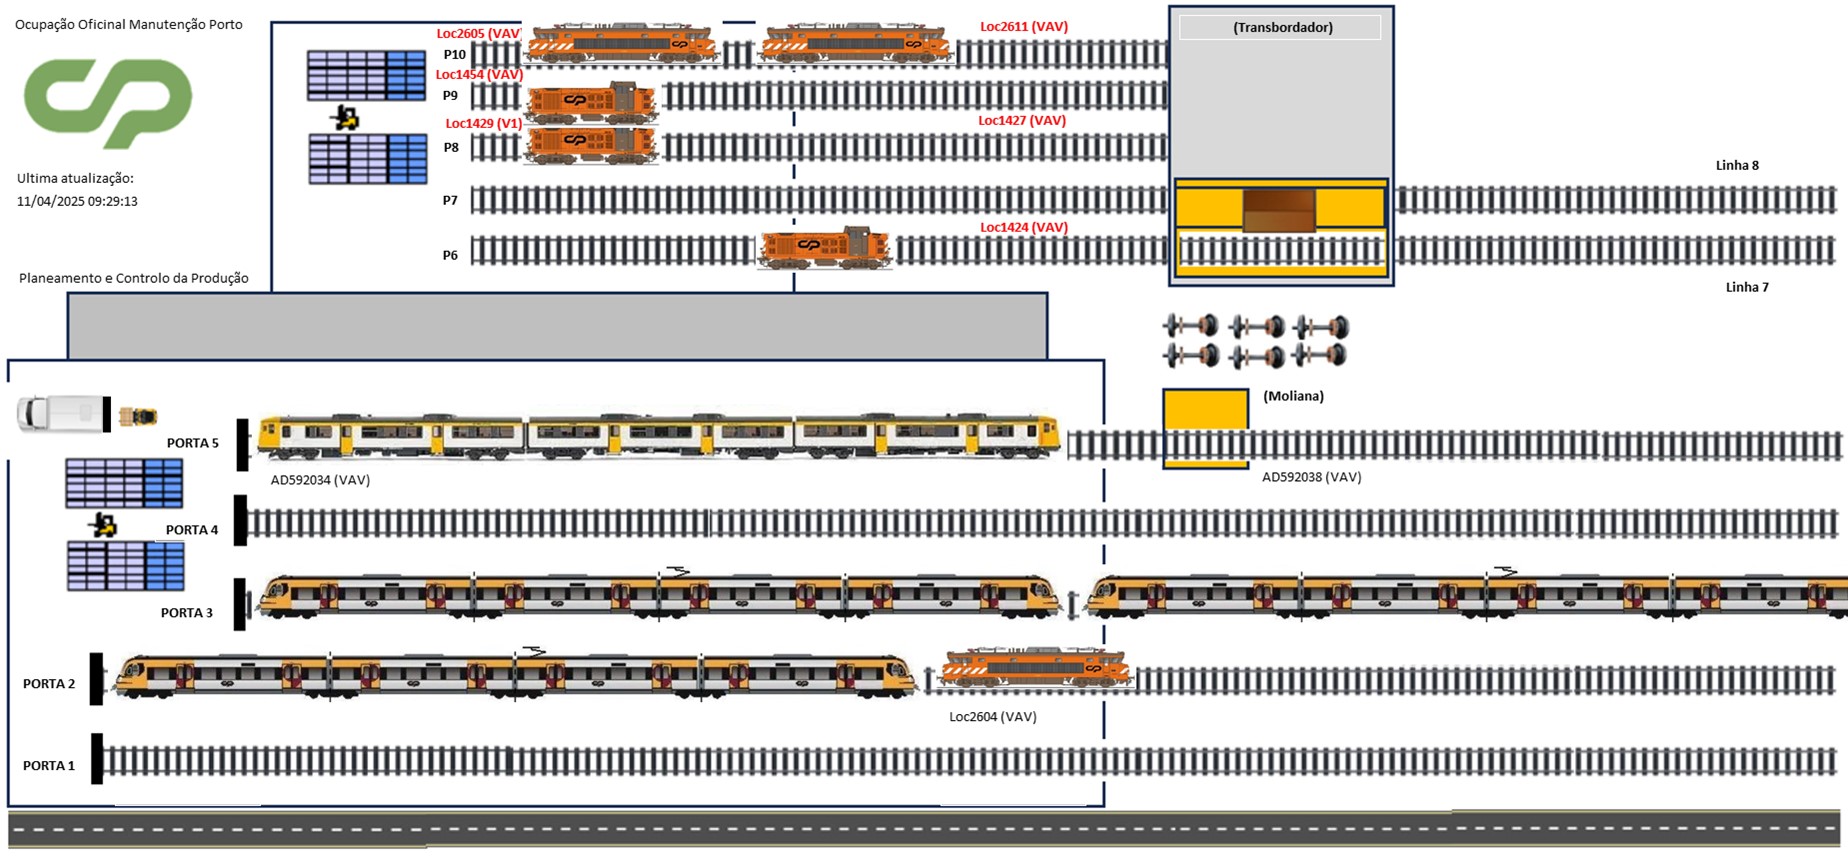 Ocupação Oficinal Manutenção Porto
CP
Ultima atualização:
11/04/2025 09:29:13
Planeamento e Controlo da Produção
Loc2605 (VAV)
Loc2611 (VAV)
(Transbordador)
P10
Loc1454 (VAV)
P9
Loc1429 (V1)
Loc1427 (VAV)
P8
Linha 8
P7
Loc1424 (VAV)
P6
Linha 7
(Moliana)
PORTA 5
AD592034 (VAV)
AD592038 (VAV)
PORTA 4
PORTA 3
PORTA 2
Loc2604 (VAV)
PORTA 1